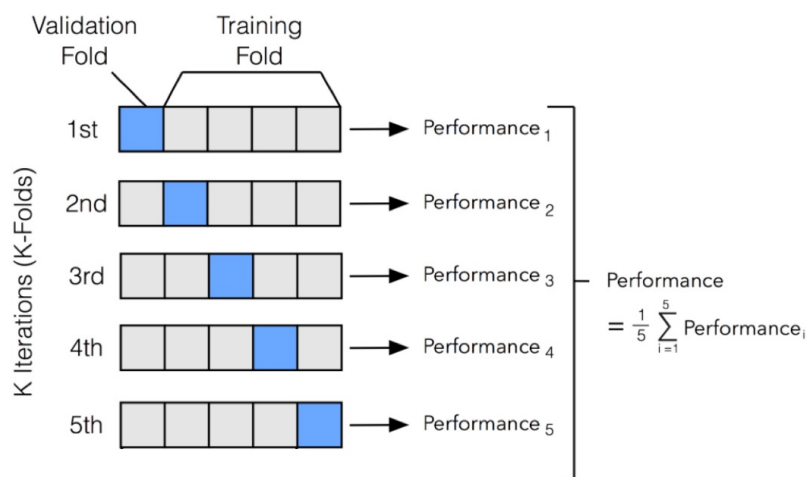 Validation
Fold
Training
Fold
K Iterations (K-Folds)
1st
Performance 1
2nd
Performance 2
3rd
Performance 3
4th
Performance 4
5th
Performance 5
Performance
= 1/5 5∑i=1 Performance i